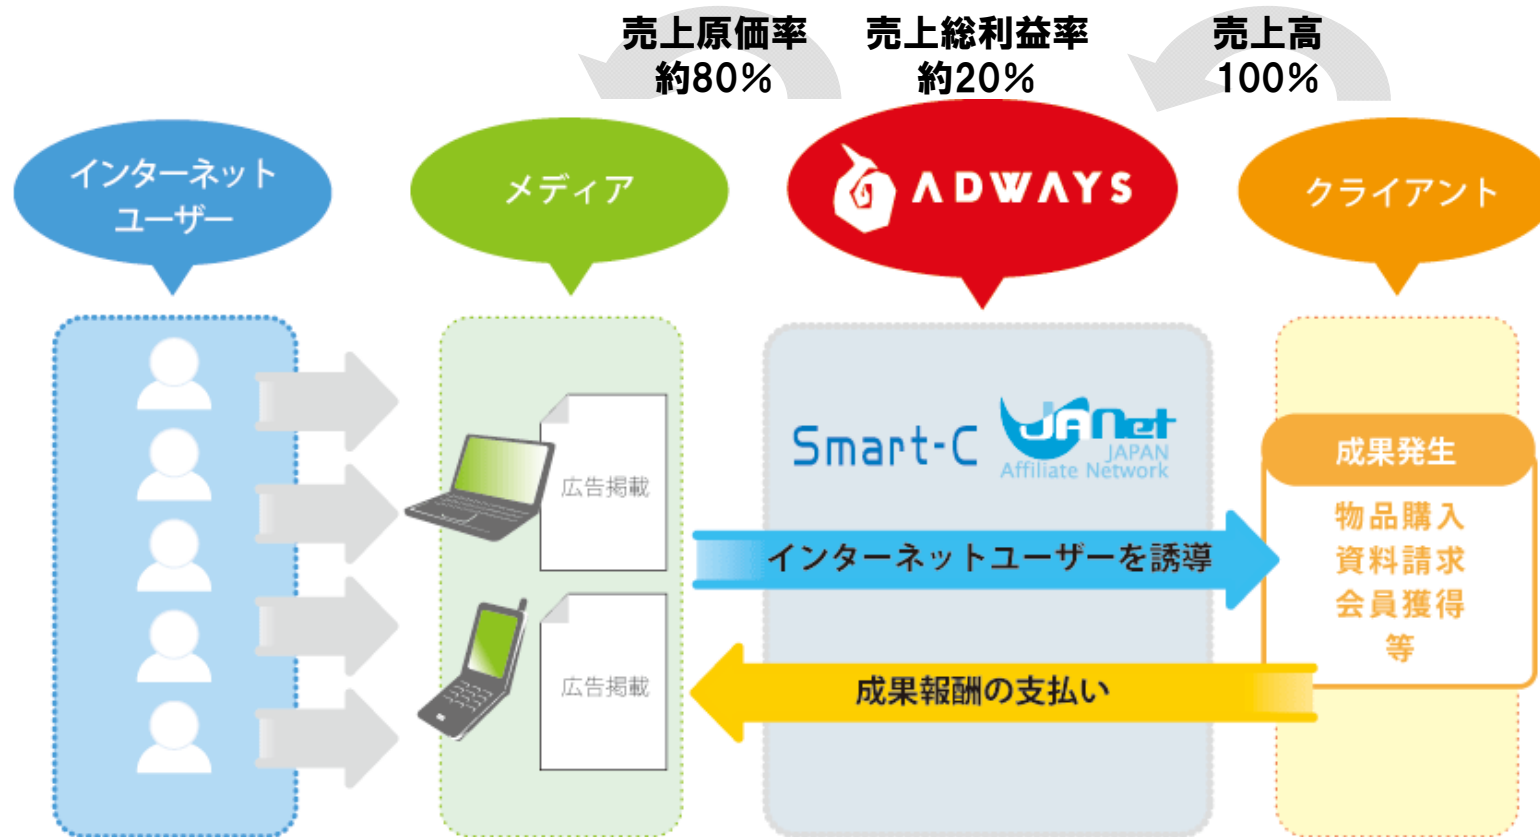 売上原価率
約80%
売上総利益率
約20%
売上高
100%
インターネット
ユーザー
メディア
ADWAYS
クライアント
広告掲載
広告掲載
Smart-C
JANet
JAPAN
Affiliate Network
インターネットユーザーを誘導
成果報酬の支払い
成果発生
物品購入
資料請求
会員獲得
等